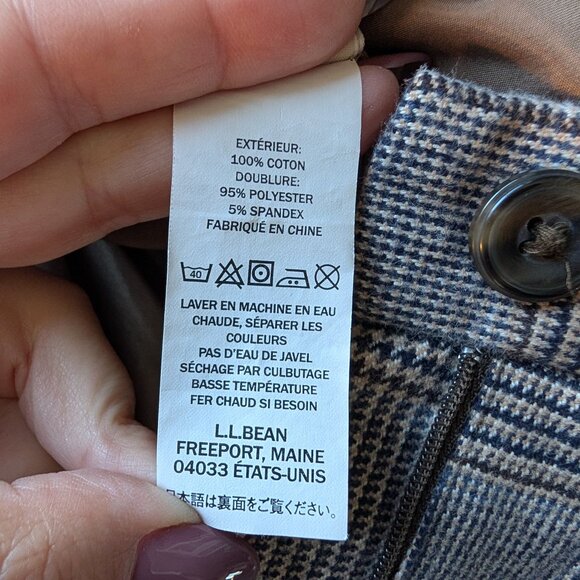 EXTÉRIEUR:
100% COTON
DOUBLURE:
95% POLYESTER
5% SPANDEX
FABRIQUÉ EN CHINE
40
LAVER EN MACHINE EN EAU
CHAUDE, SÉPARER LES
COULEURS
PAS D'EAU DE JAVEL
SÉCHAGE PAR CULBUTAGE
BASSE TEMPÉRATURE
FER CHAUD SI BESOIN
L.L.BEAN
FREEPORT, MAINE
04033 ÉTATS-UNIS
日本語は裏面をご覧ください。